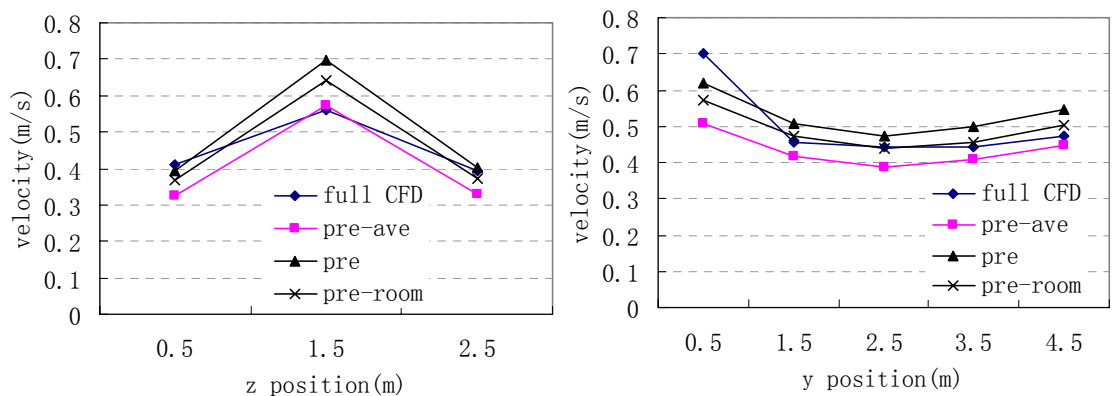 0.8
0.7
0.6
0.5
0.4
0.3
0.2
0.1
0
velocity(m/s)
full CFD
pre-ave
pre
pre-room
0.5 1.5 2.5
z position(m)
0.8
0.7
0.6
0.5
0.4
0.3
0.2
0.1
0
velocity(m/s)
full CFD
pre-ave
pre
pre-room
0.5 1.5 2.5 3.5 4.5
y position(m)